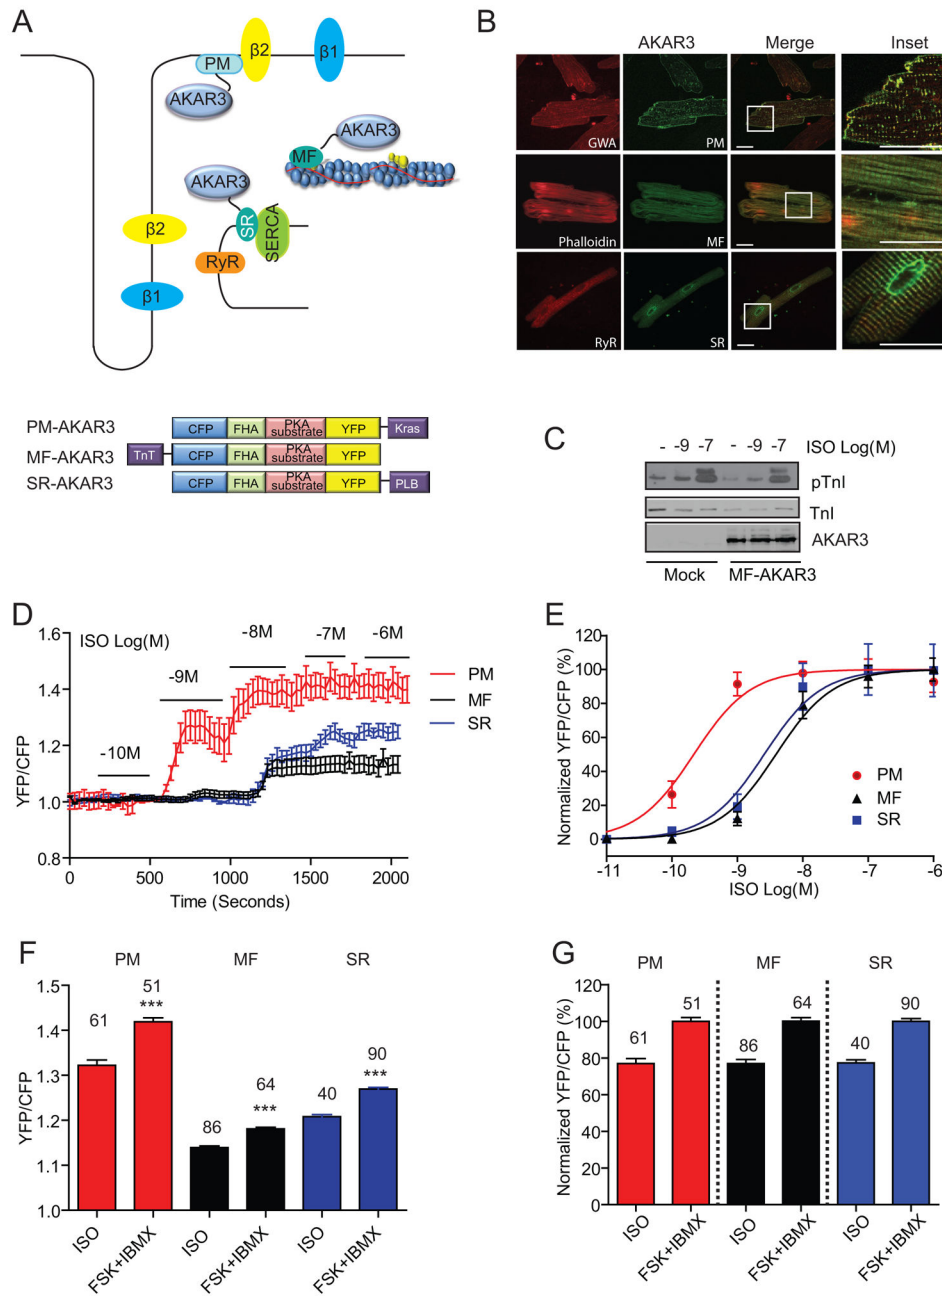 A
β2
β1
PM
AKAR3
AKAR3
MF
AKAR3
SR
SERCA
β2
RyR
β1
PM-AKAR3
CFP FHA PKA substrate YFP Kras
MF-AKAR3
TnT CFP FHA PKA substrate YFP
SR-AKAR3
CFP FHA PKA substrate YFP PLB
B
AKAR3 Merge Inset
GWA PM
Phalloidin MF
RyR SR
C
- -9 -7 - -9 -7 ISO Log(M)
pTnI
TnI
AKAR3
Mock MF-AKAR3
D
ISO Log(M)
-10M
-9M
-8M
-7M
-6M
PM
MF
SR
YFP/CFP
1.6
1.4
1.2
1.0
0.8
0 500 1000 1500 2000
Time (Seconds)
E
Normalized YFP/CFP (%)
120
100
80
60
40
20
0
PM
MF
SR
-11 -10 -9 -8 -7 -6
ISO Log(M)
F
PM MF SR
YFP/CFP
1.5
1.4
1.3
1.2
1.1
1.0
61
51
***
86
64
***
40
90
***
ISO FSK+IBMX ISO FSK+IBMX ISO FSK+IBMX
G
PM MF SR
Normalized YFP/CFP (%)
120
100
80
60
40
20
0
61 51 86 64 40 90
ISO FSK+IBMX ISO FSK+IBMX ISO FSK+IBMX